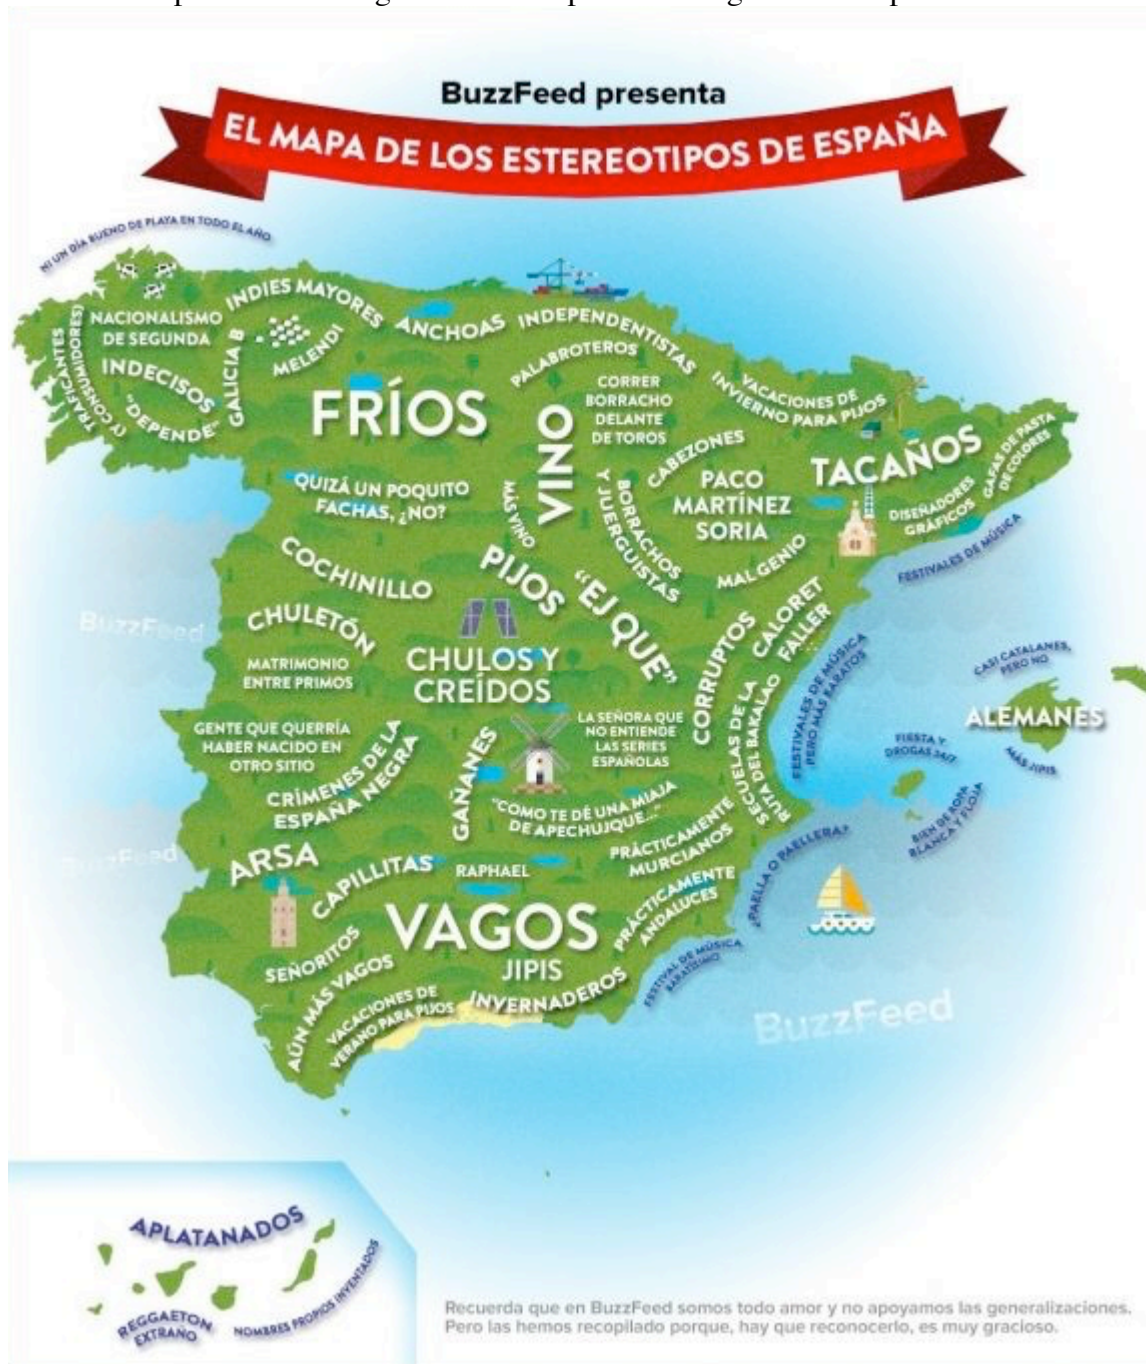 BuzzFeed presenta
EL MAPA DE LOS ESTEREOTIPOS DE ESPAÑA
NI UN DÍA BUENO DE PLAYA EN TODO EL AÑO
NACIONALISMO
DE SEGUNDA
INDECISOS
"DEPENDE"
TRAFICANTES
(Y CONSUMIDORES)
GALICIA B
INDIES MAYORES
MELENDI
ANCHOAS
INDEPENDENTISTAS
PALABROTEROS
CORRER
BORRACHO
DELANTE
DE TOROS
VACACIONES DE
INVIERNO PARA PIJOS
FRÍOS
VINO
MÁS VINO
CABEZONES
PACO
MARTÍNEZ
SORIA
TACAÑOS
GAFAS DE PASTA
DE COLORES
DISEÑADORES
GRÁFICOS
FESTIVALES DE MÚSICA
QUIZÁ UN POQUITO
FACHAS, ¿NO?
BORRACHOS
Y JUERGUISTAS
MAL GENIO
COCHINILLO
PIJOS
"EJ QUE"
CHULETÓN
CHULOS Y
CREÍDOS
MATRIMONIO
ENTRE PRIMOS
CORRUPTOS
CALORET
FALLER
FESTIVALES DE MÚSICA
PERO MÁS BARATOS
SECUELAS DE LA
RUTA DEL BAKALAO
CASI CATALANES,
PERO NO
ALEMANES
MÁS JIPIS
FIESTA Y
DROGAS 24/7
BIEN DE ROPA
BLANCA Y FLOJA
GENTE QUE QUERRÍA
HABER NACIDO EN
OTRO SITIO
CRÍMENES DE LA
ESPAÑA NEGRA
GAÑANES
LA SEÑORA QUE
NO ENTIENDE
LAS SERIES
ESPAÑOLAS
"COMO TE DÉ UNA MIAJA
DE APECHUJQUE..."
PRÁCTICAMENTE
MURCIANOS
¿PAELLA O PAELLERA?
ARSA
CAPILLITAS
RAPHAEL
PRÁCTICAMENTE
ANDALUCES
VAGOS
JIPIS
SEÑORITOS
AÚN MÁS VAGOS
VACACIONES DE
VERANO PARA PIJOS
INVERNADEROS
FESTIVAL DE MÚSICA
BARATÍSIMO
BuzzFeed
BuzzFeed
BuzzFeed
APLATANADOS
REGGAETON
EXTRAÑO
NOMBRES PROPIOS INVENTADOS
Recuerda que en BuzzFeed somos todo amor y no apoyamos las generalizaciones.
Pero las hemos recopilado porque, hay que reconocerlo, es muy gracioso.